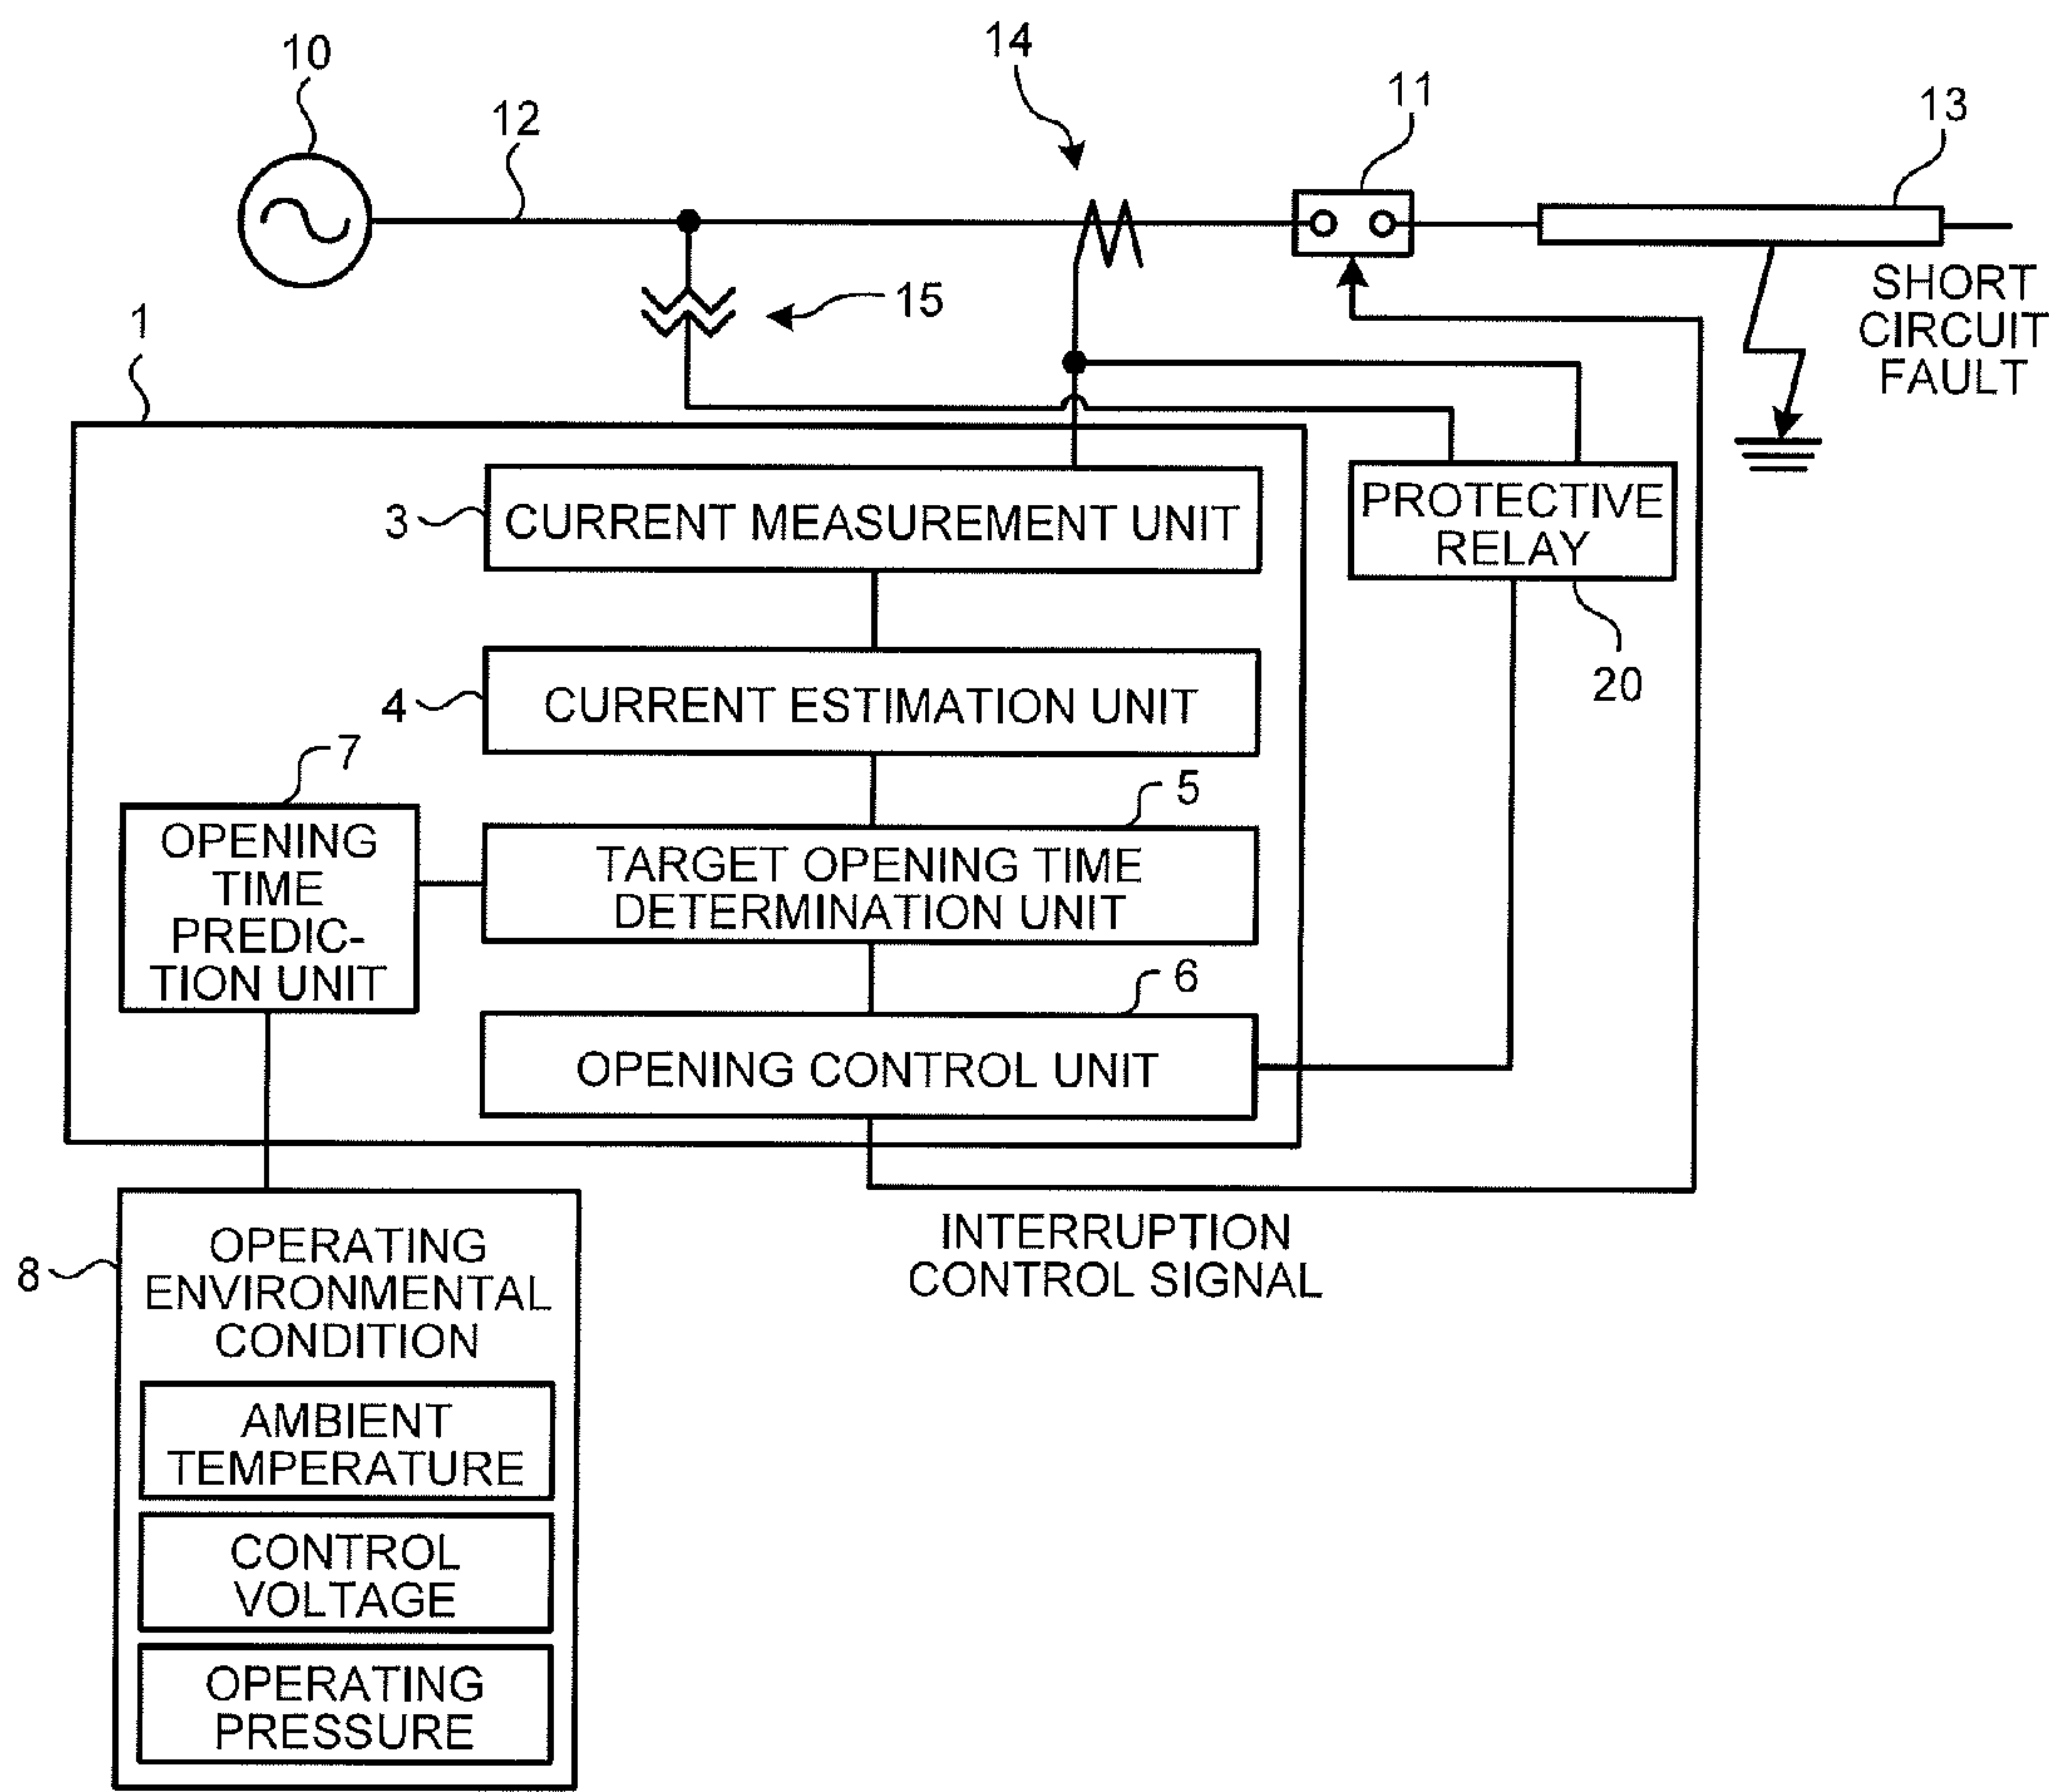 10
12
14
11
13
15
SHORT
CIRCUIT
FAULT
1
3
CURRENT MEASUREMENT UNIT
PROTECTIVE
RELAY
20
4
CURRENT ESTIMATION UNIT
7
OPENING
TIME
PREDIC-
TION UNIT
5
TARGET OPENING TIME
DETERMINATION UNIT
6
OPENING CONTROL UNIT
INTERRUPTION
CONTROL SIGNAL
8
OPERATING
ENVIRONMENTAL
CONDITION
AMBIENT
TEMPERATURE
CONTROL
VOLTAGE
OPERATING
PRESSURE